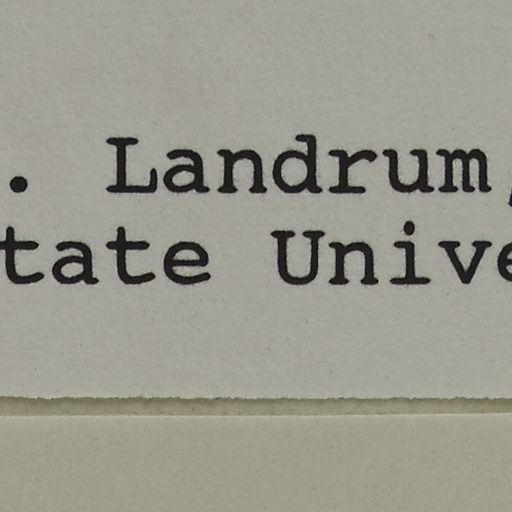 . Landrum,
tate Unive